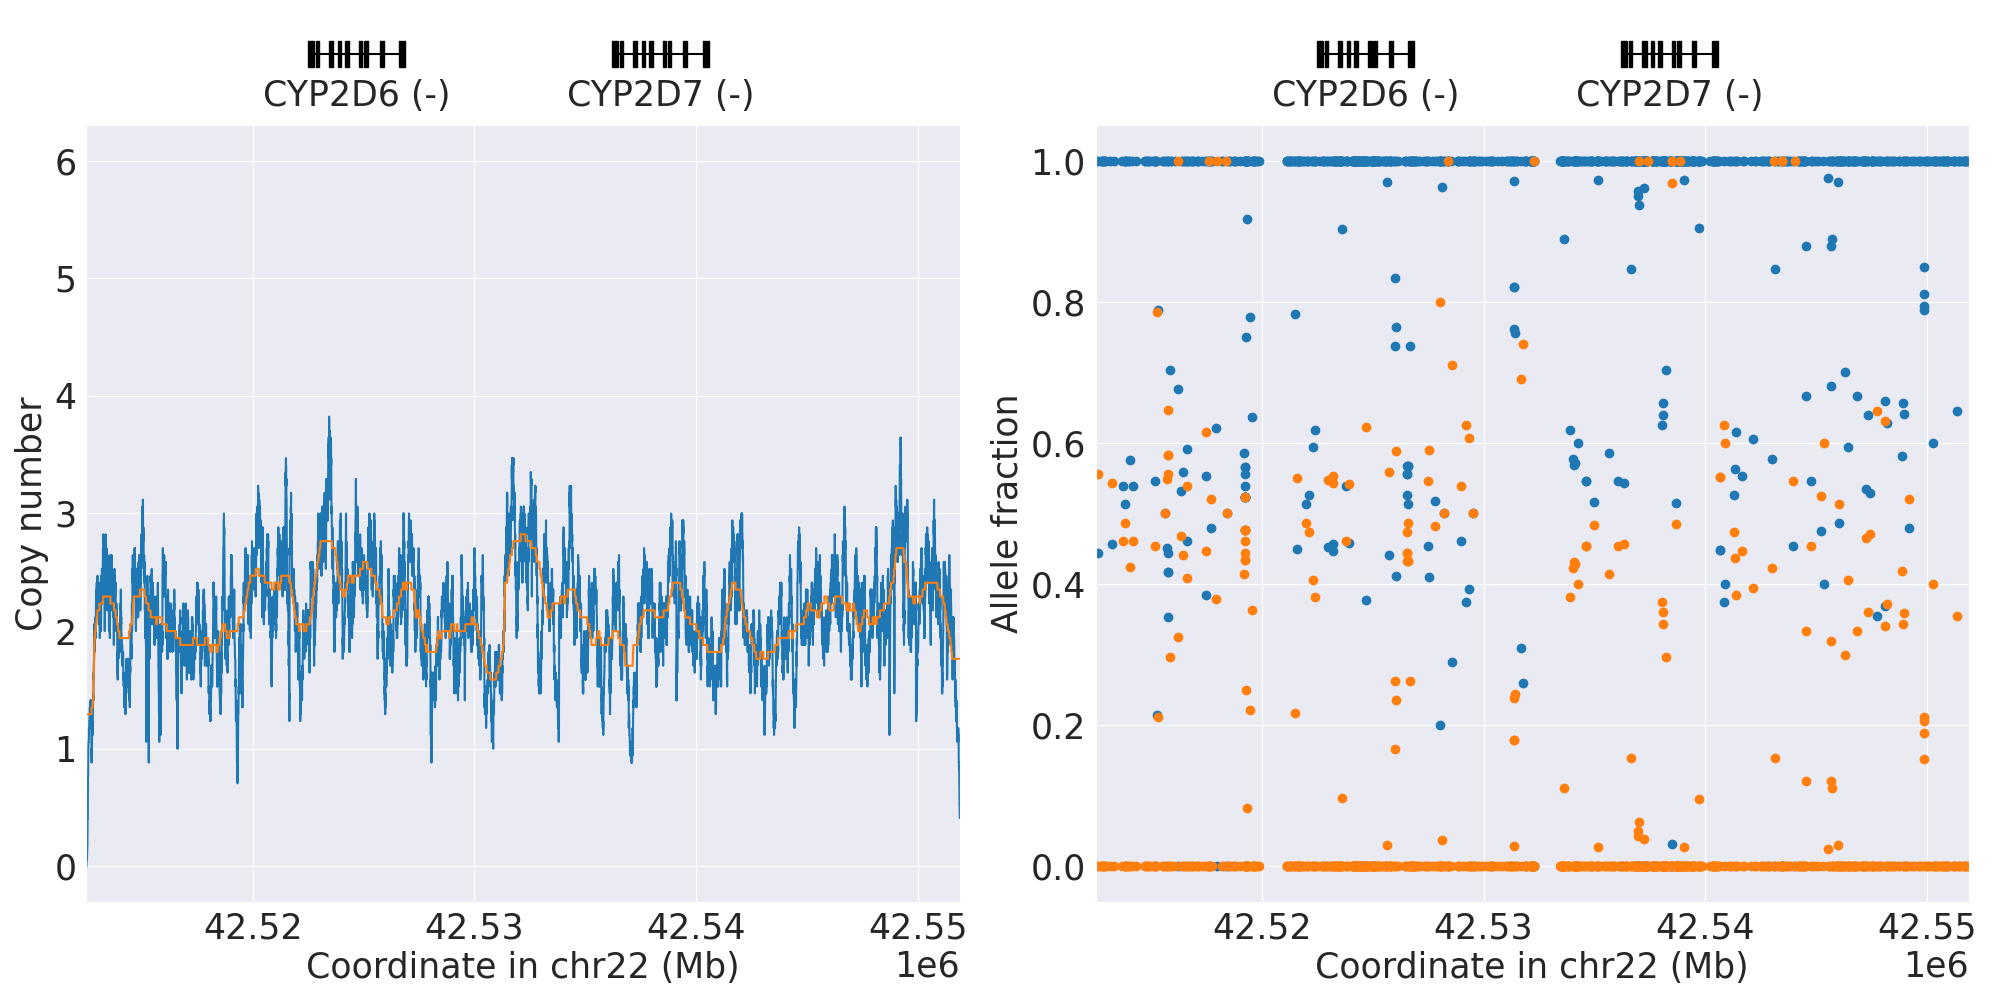 CYP2D6 (-) CYP2D7 (-)
6
5
4
3
2
1
0
Copy number
42.52 42.53 42.54 42.55
Coordinate in chr22 (Mb)
1e6
CYP2D6 (-) CYP2D7 (-)
1.0
0.8
0.6
0.4
0.2
0.0
Allele fraction
42.52 42.53 42.54 42.55
Coordinate in chr22 (Mb)
1e6